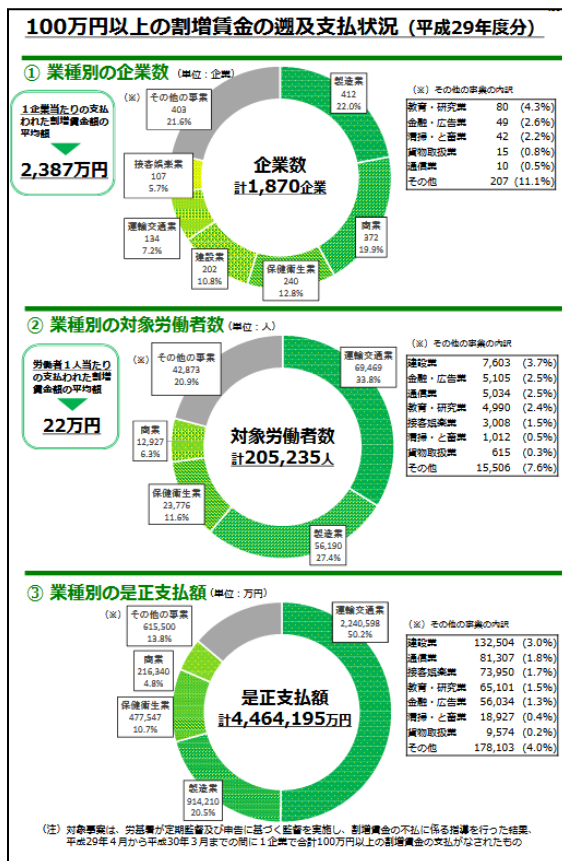 100万円以上の割増賃金の遡及支払状況（平成29年度分）
① 業種別の企業数（単位：企業）
１企業当たりの支払
われた割増賃金額の
平均額
2,387万円
企業数
計1,870企業
製造業
412
22.0%
商業
372
19.9%
保健衛生業
240
12.8%
建設業
202
10.8%
運輸交通業
134
7.2%
接客娯楽業
107
5.7%
（※）
その他の事業
403
21.6%
（※）その他の事業の内訳
教育・研究業 80 (4.3%)
金融・広告業 49 (2.6%)
清掃・と畜業 42 (2.2%)
貨物取扱業 15 (0.8%)
通信業 10 (0.5%)
その他 207 (11.1%)
② 業種別の対象労働者数（単位：人）
労働者１人当たり
の支払われた割増
賃金額の平均額
22万円
対象労働者数
計205,235人
運輸交通業
69,469
33.8%
製造業
56,190
27.4%
保健衛生業
23,776
11.6%
商業
12,927
6.3%
（※）
その他の事業
42,873
20.9%
（※）その他の事業の内訳
建設業 7,603 (3.7%)
金融・広告業 5,105 (2.5%)
通信業 5,034 (2.5%)
教育・研究業 4,990 (2.4%)
接客娯楽業 3,008 (1.5%)
清掃・と畜業 1,012 (0.5%)
貨物取扱業 615 (0.3%)
その他 15,506 (7.6%)
③ 業種別の是正支払額（単位：万円）
是正支払額
計4,464,195万円
運輸交通業
2,240,598
50.2%
製造業
914,210
20.5%
保健衛生業
477,547
10.7%
商業
216,340
4.8%
（※）
その他の事業
615,500
13.8%
（※）その他の事業の内訳
建設業 132,504 (3.0%)
通信業 81,307 (1.8%)
接客娯楽業 73,950 (1.7%)
教育・研究業 65,101 (1.5%)
金融・広告業 56,034 (1.3%)
清掃・と畜業 18,927 (0.4%)
貨物取扱業 9,574 (0.2%)
その他 178,103 (4.0%)
（注）対象事案は、労基署が定期監督及び申告に基づく監督を実施し、割増賃金の不払に係る指導を行った結果、
平成29年４月から平成30年３月までの間に１企業で合計100万円以上の割増賃金の支払がなされたもの